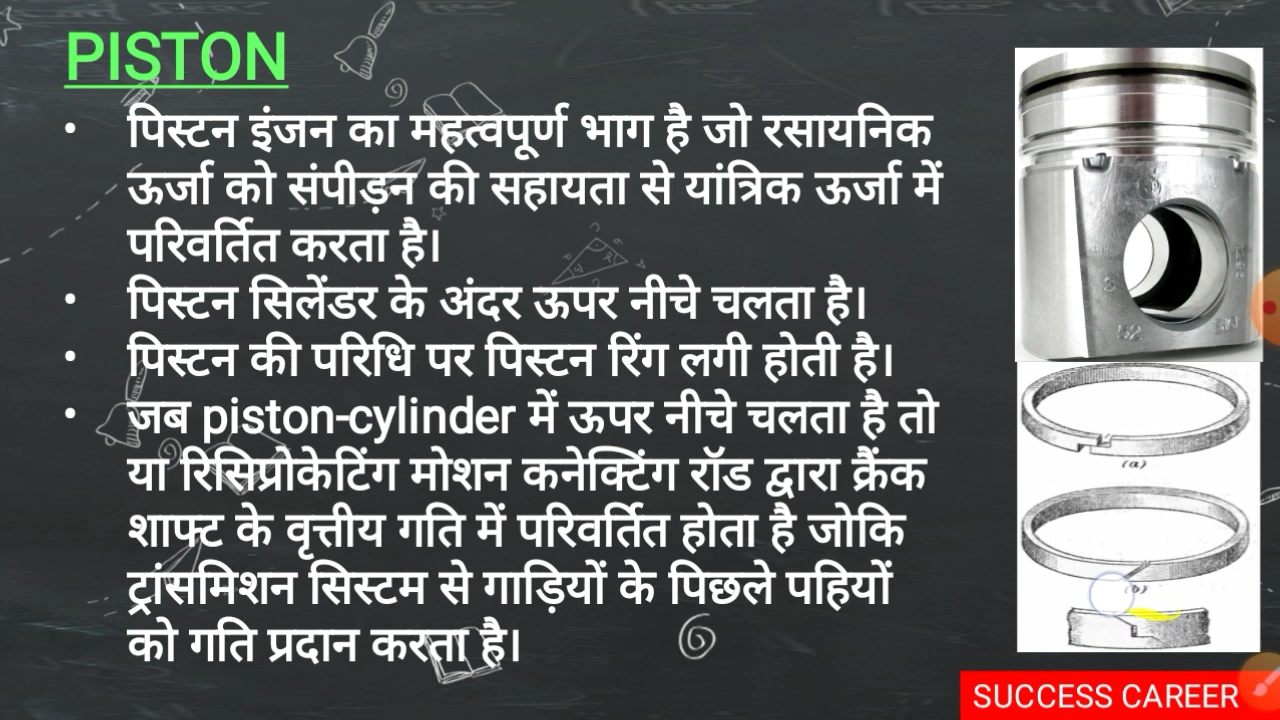 PISTON
• पिस्टन इंजन का महत्वपूर्ण भाग है जो रसायनिक
ऊर्जा को संपीड़न की सहायता से यांत्रिक ऊर्जा में
परिवर्तित करता है।
• पिस्टन सिलेंडर के अंदर ऊपर नीचे चलता है।
• पिस्टन की परिधि पर पिस्टन रिंग लगी होती है।
• जब piston-cylinder में ऊपर नीचे चलता है तो
या रिसिप्रोकेटिंग मोशन कनेक्टिंग रॉड द्वारा क्रैंक
शाफ्ट के वृत्तीय गति में परिवर्तित होता है जोकि
ट्रांसमिशन सिस्टम से गाड़ियों के पिछले पहियों
को गति प्रदान करता है।
52
(a)
(b)
SUCCESS CAREER